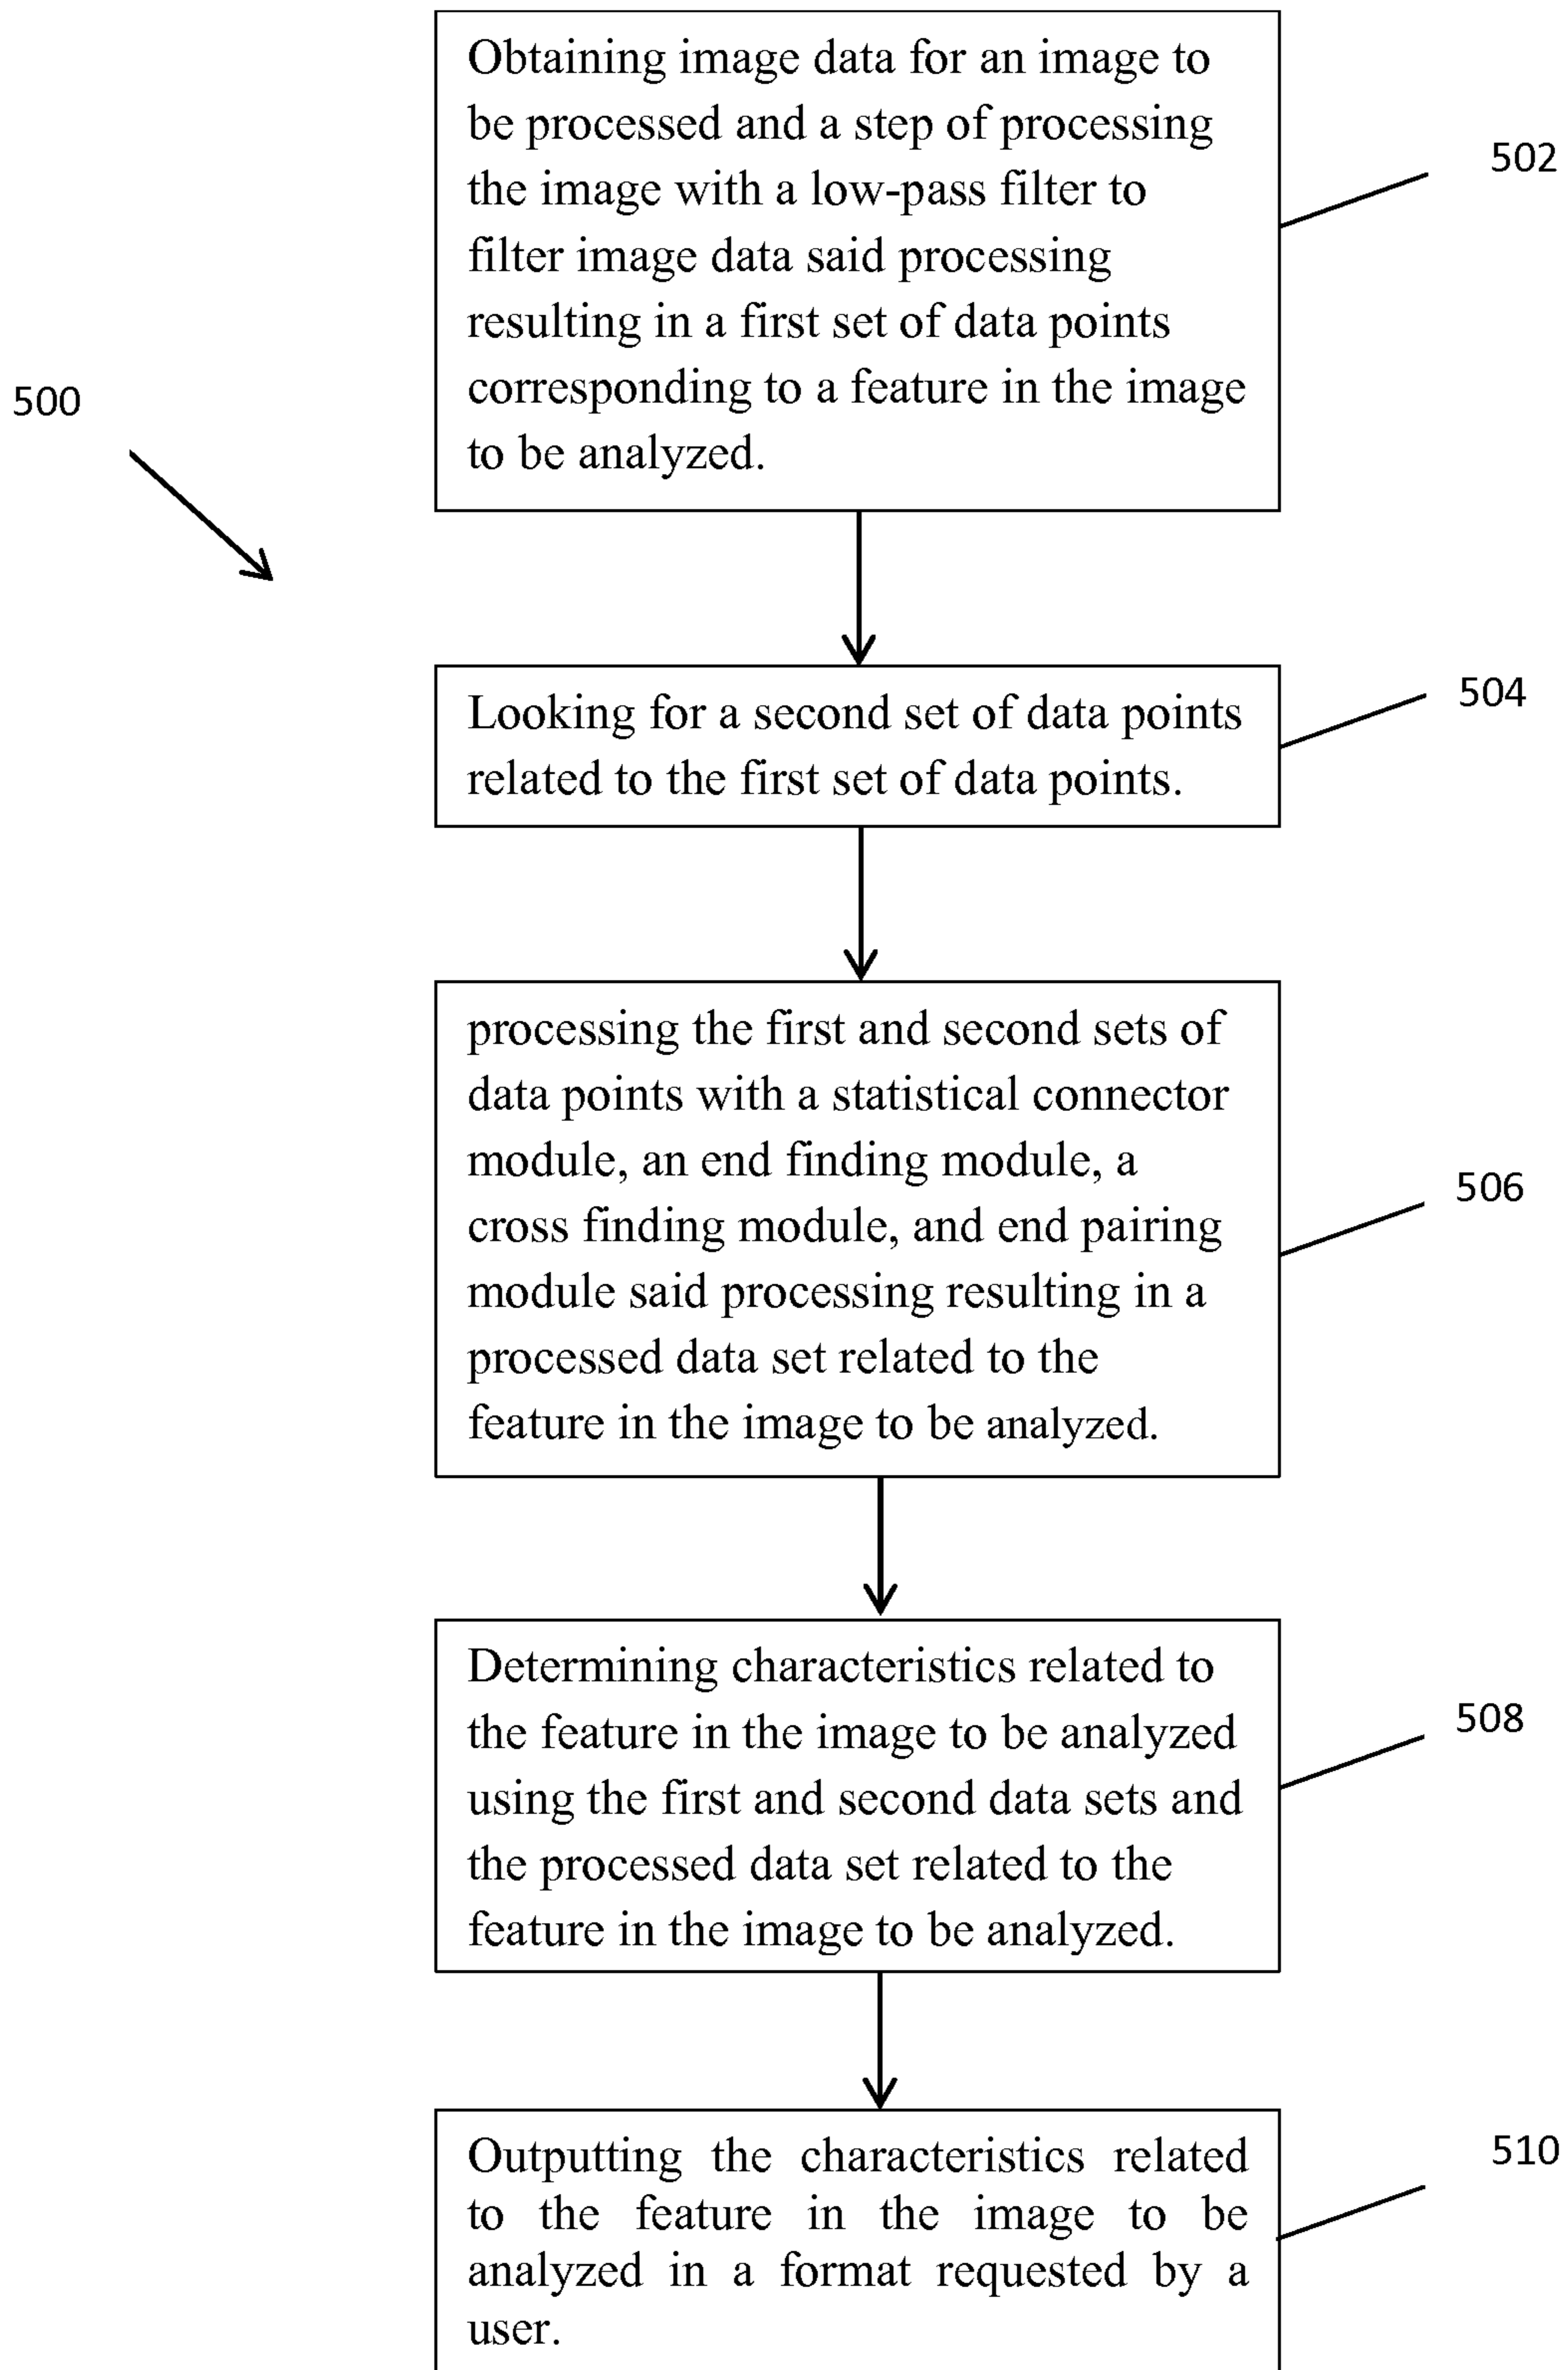 Obtaining image data for an image to
be processed and a step of processing
the image with a low-pass filter to
filter image data said processing
resulting in a first set of data points
corresponding to a feature in the image
to be analyzed.
502
500
Looking for a second set of data points
related to the first set of data points.
504
processing the first and second sets of
data points with a statistical connector
module, an end finding module, a
cross finding module, and end pairing
module said processing resulting in a
processed data set related to the
feature in the image to be analyzed.
506
Determining characteristics related to
the feature in the image to be analyzed
using the first and second data sets and
the processed data set related to the
feature in the image to be analyzed.
508
Outputting the characteristics related
to the feature in the image to be
analyzed in a format requested by a
user.
510